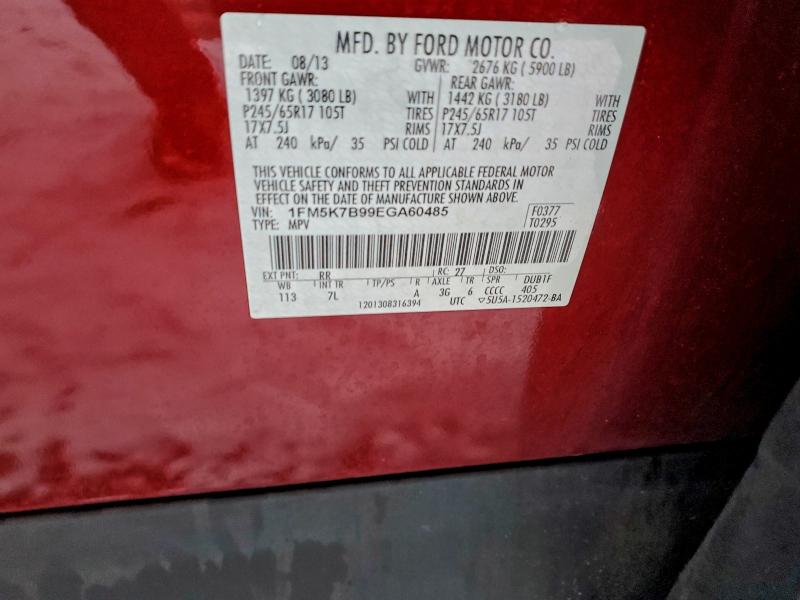 MFD. BY FORD MOTOR CO.
DATE: 08/13 GVWR: 2676 KG ( 5900 LB)
FRONT GAWR: REAR GAWR:
1397 KG ( 3080 LB) WITH 1442 KG ( 3180 LB) WITH
P245/65R17 105T TIRES P245/65R17 105T TIRES
17X7.5J RIMS 17X7.5J RIMS
AT 240 kPa/ 35 PSI COLD AT 240 kPa/ 35 PSI COLD
THIS VEHICLE CONFORMS TO ALL APPLICABLE FEDERAL MOTOR
VEHICLE SAFETY AND THEFT PREVENTION STANDARDS IN
EFFECT ON THE DATE OF MANUFACTURE SHOWN ABOVE.
VIN: 1FM5K7B99EGA60485 F0377
TYPE: MPV T0295
EXT PNT: RR RC: 27 DSO:
WB INT TR TP/PS R AXLE TR SPR DUB1F
113 7L A 3G 6 CCCC 405
1201308316394 UTC ▽5U5A-1520472-BA